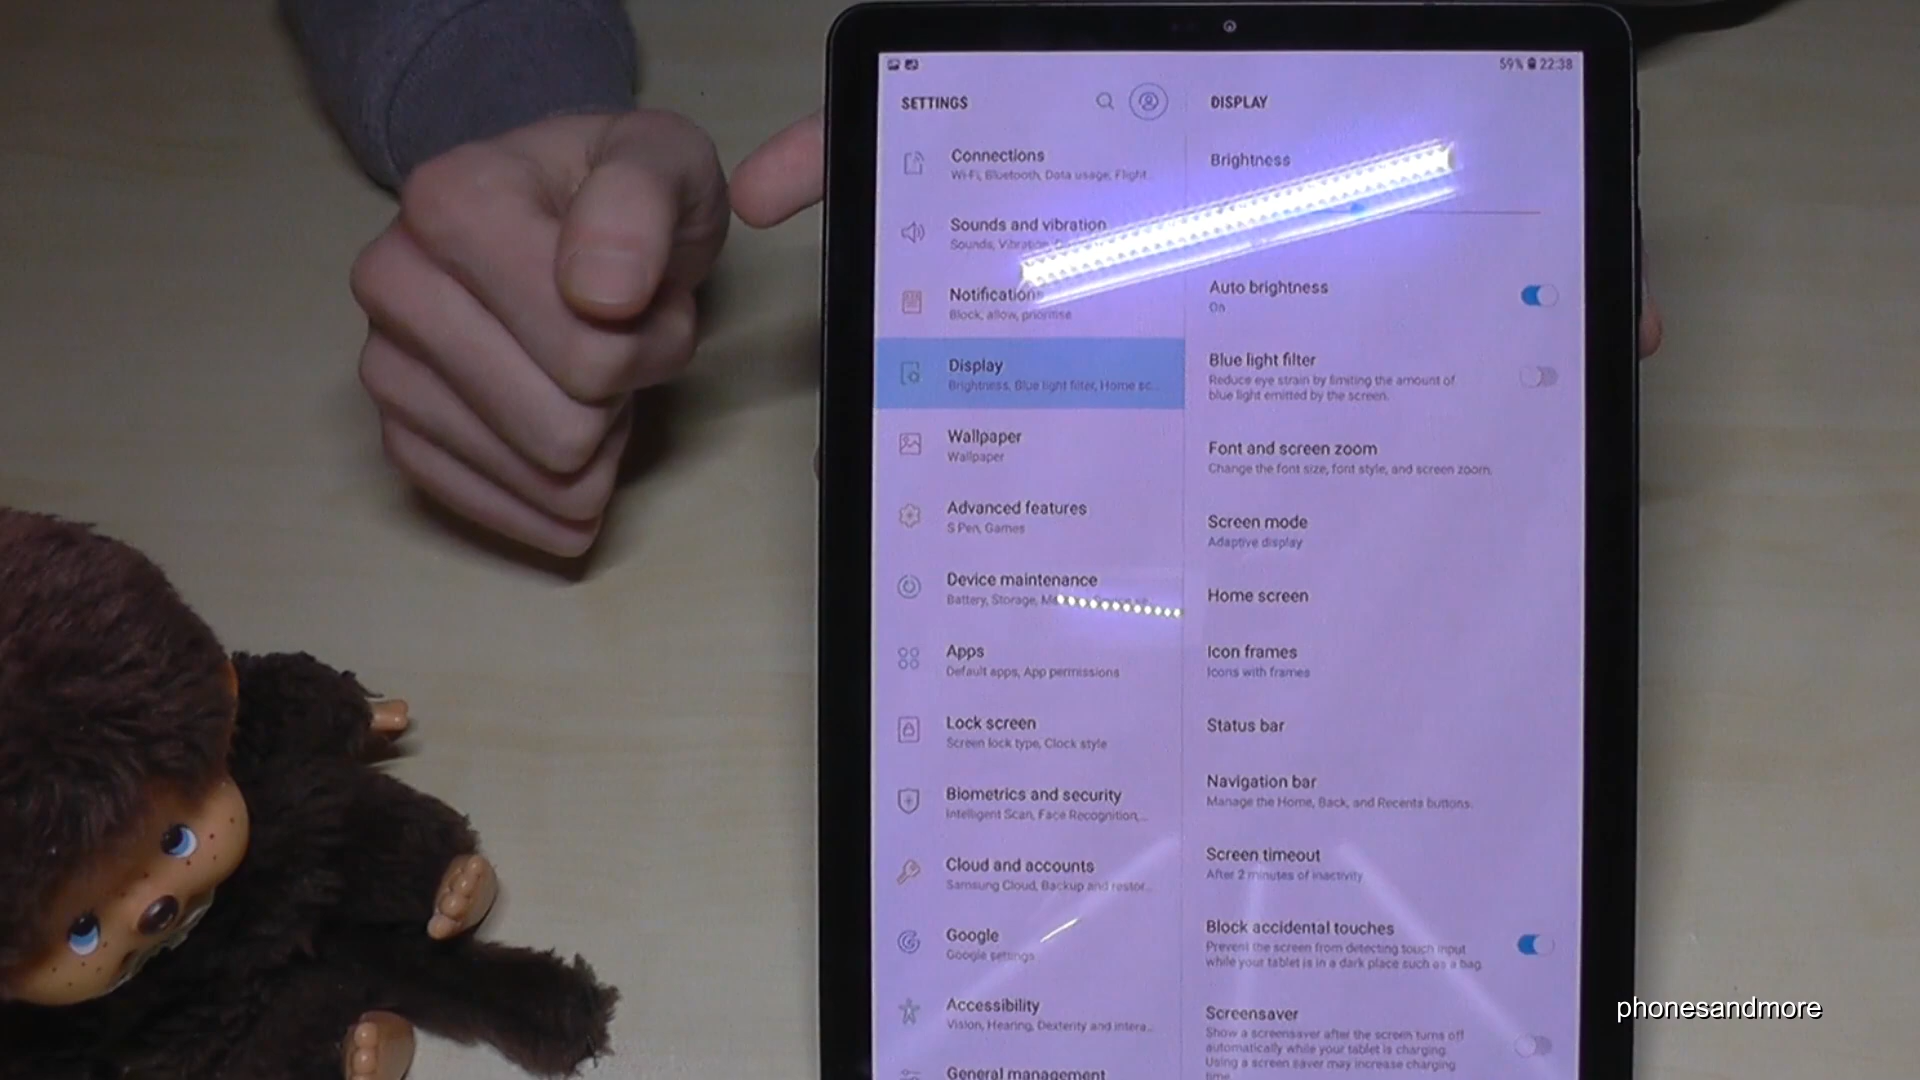 59% 22:38
SETTINGS
Connections
Wi-Fi, Bluetooth, Data usage, Flight...
Sounds and vibration
Sounds, Vibration,
Notifications
Block, allow, prioritise
Display
Brightness, Blue light filter, Home sc...
Wallpaper
Wallpaper
Advanced features
S Pen, Games
Device maintenance
Battery, Storage,
Apps
Default apps, App permissions
Lock screen
Screen lock type, Clock style
Biometrics and security
Intelligent Scan, Face Recognition,...
Cloud and accounts
Samsung Cloud, Backup and restor...
Google
Google settings
Accessibility
Vision, Hearing, Dexterity and intera...
General management
DISPLAY
Brightness
Auto brightness
On
Blue light filter
Reduce eye strain by limiting the amount of
blue light emitted by the screen.
Font and screen zoom
Change the font size, font style, and screen zoom.
Screen mode
Adaptive display
Home screen
Icon frames
Icons with frames
Status bar
Navigation bar
Manage the Home, Back, and Recents buttons.
Screen timeout
After 2 minutes of inactivity
Block accidental touches
Prevent the screen from detecting touch input
while your tablet is in a dark place such as a bag
Screensaver
Show a screensaver after the screen turns off
automatically while your tablet is charging.
Using a screen saver may increase charging
time.
phonesandmore